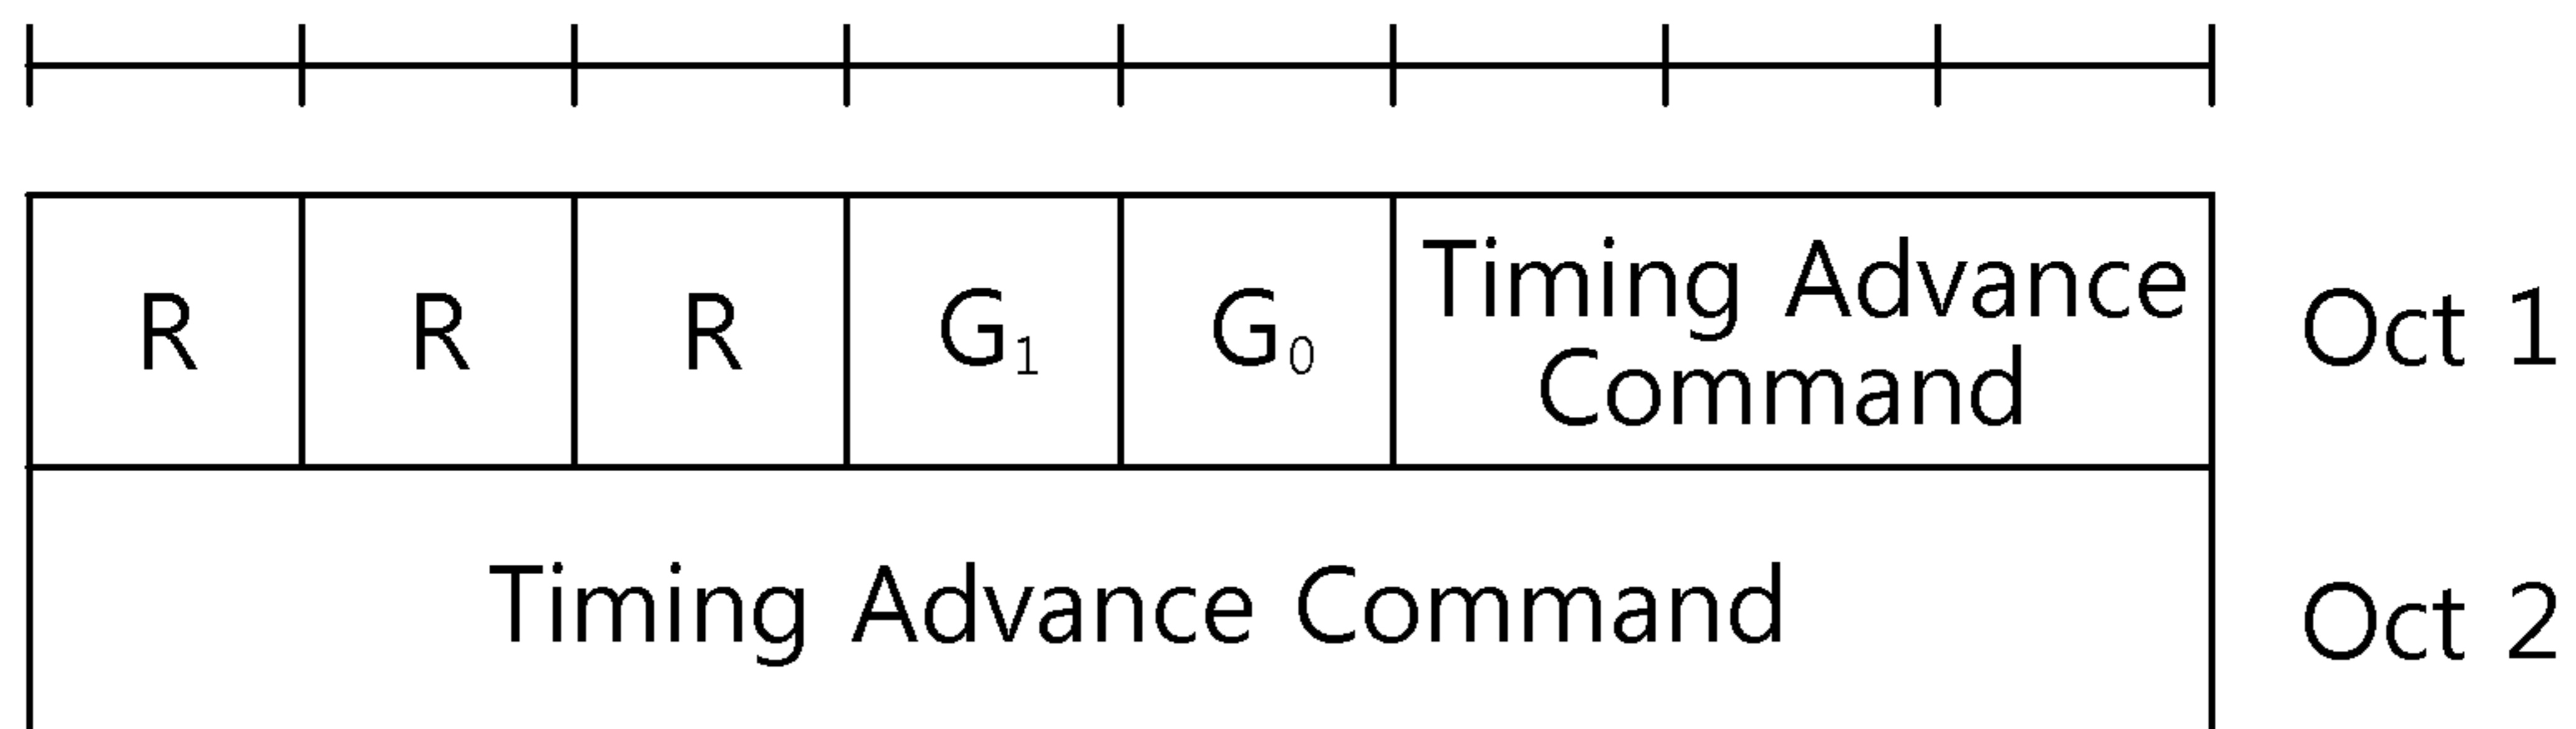 R R R G₁ G₀ Timing Advance Command Oct 1
Timing Advance Command Oct 2